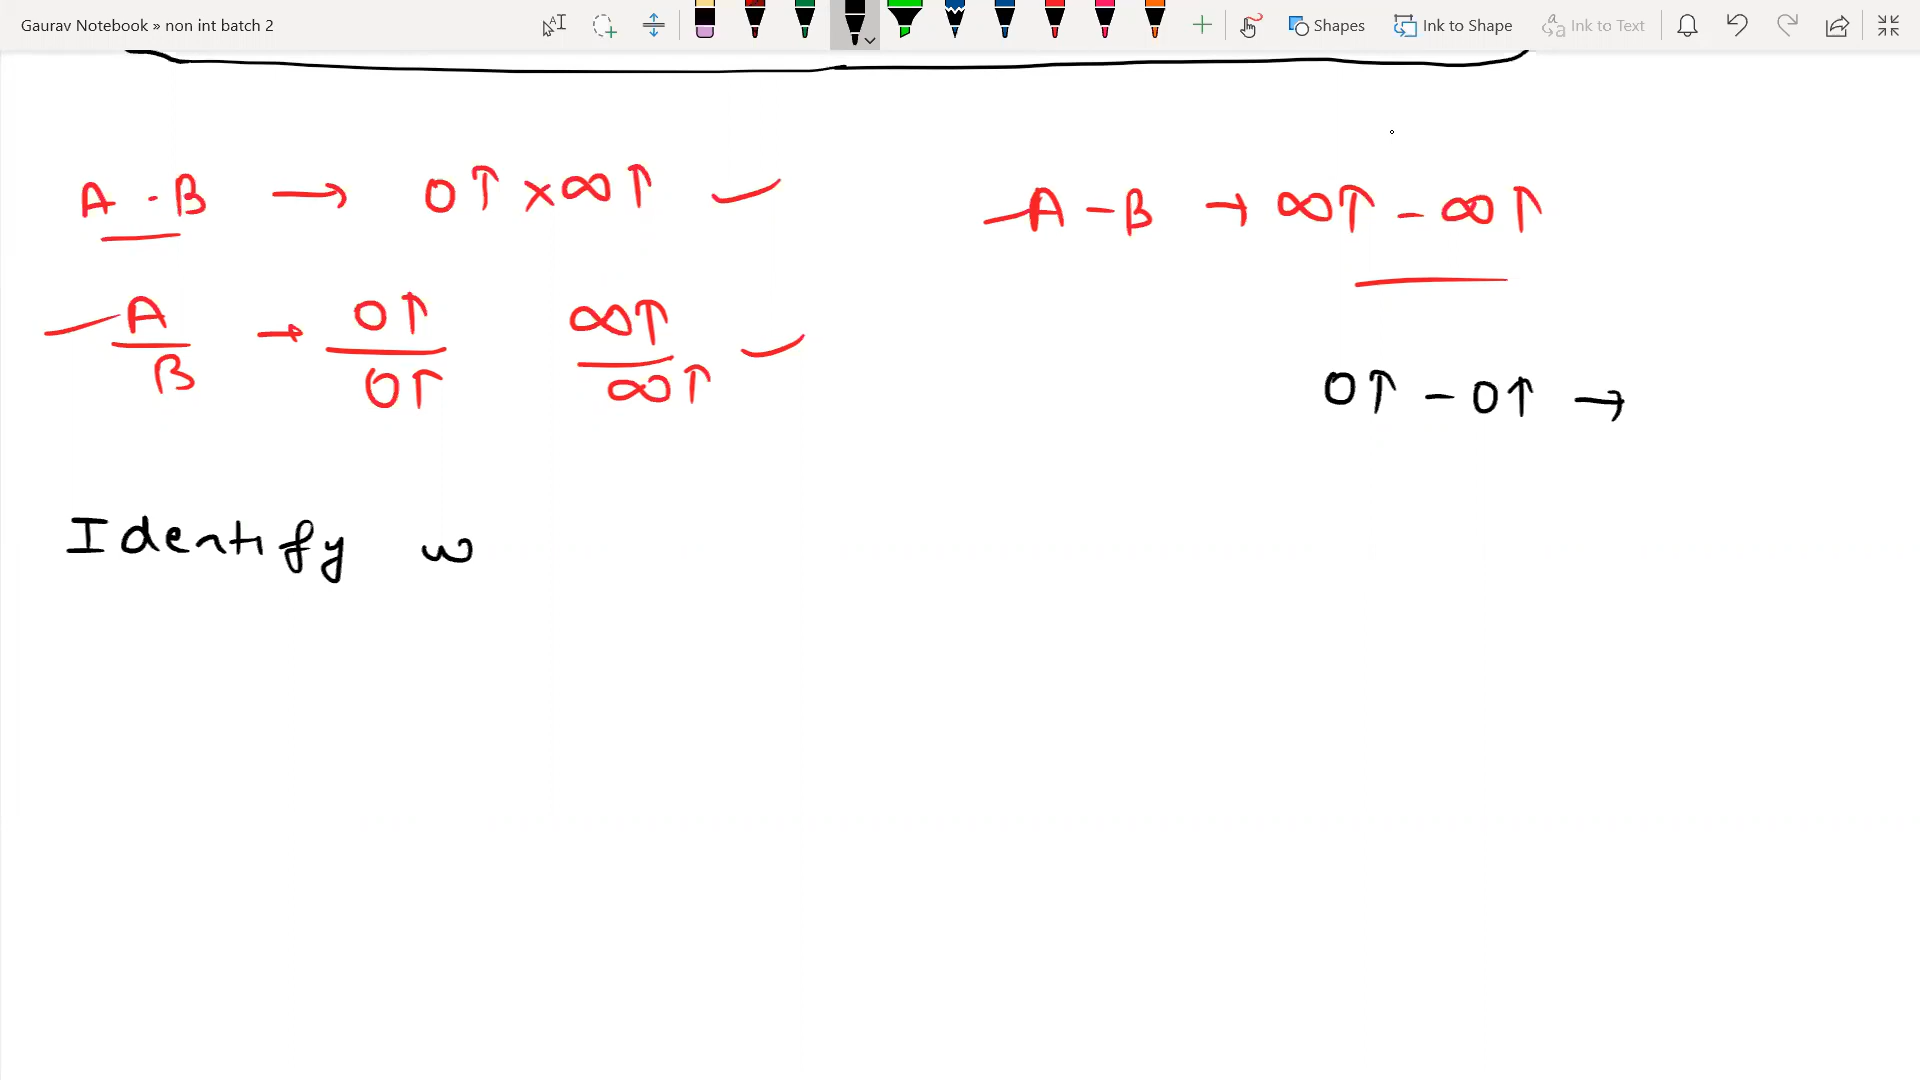 Gaurav Notebook » non int batch 2
Shapes
Ink to Shape
Ink to Text
A · B → 0↑ × ∞↑
A - B → ∞↑ - ∞↑
A/B → 0↑/0↑ ∞↑/∞↑
0↑ - 0↑ →
Identify w